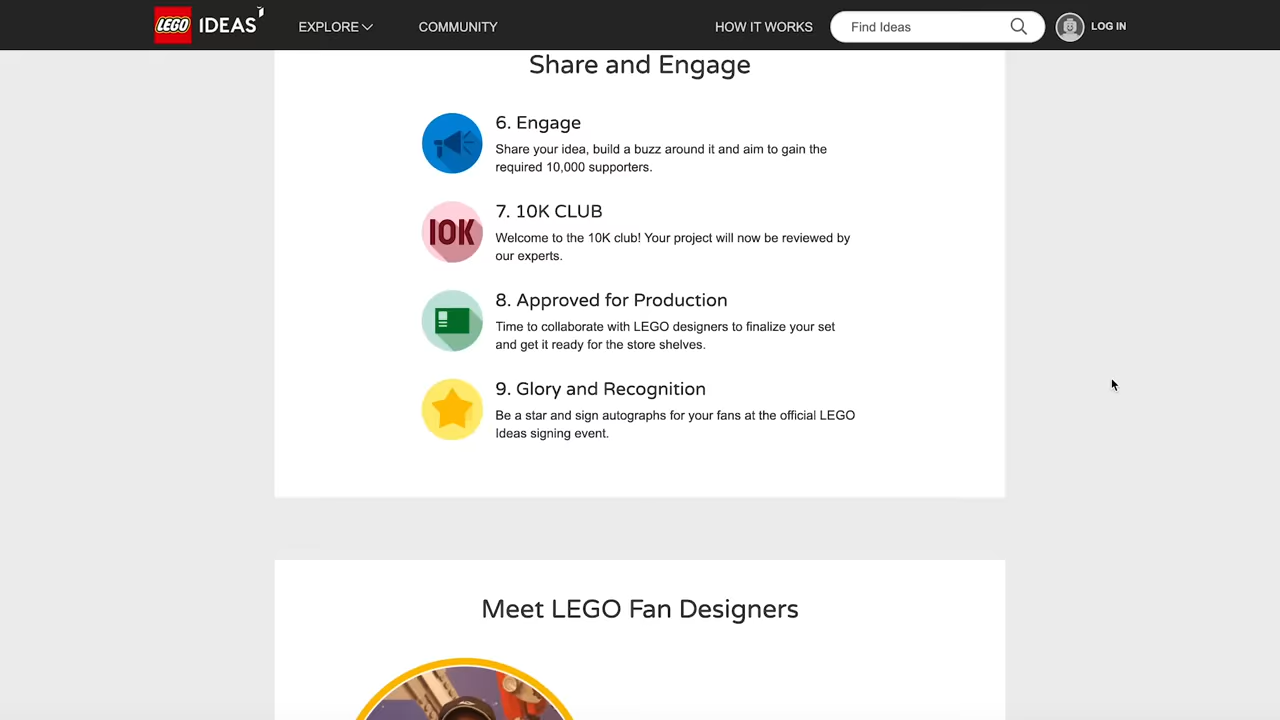 LEGO IDEAS EXPLORE COMMUNITY HOW IT WORKS Find Ideas LOG IN
Share and Engage
6. Engage
Share your idea, build a buzz around it and aim to gain the
required 10,000 supporters.
10K
7. 10K CLUB
Welcome to the 10K club! Your project will now be reviewed by
our experts.
8. Approved for Production
Time to collaborate with LEGO designers to finalize your set
and get it ready for the store shelves.
9. Glory and Recognition
Be a star and sign autographs for your fans at the official LEGO
Ideas signing event.
Meet LEGO Fan Designers